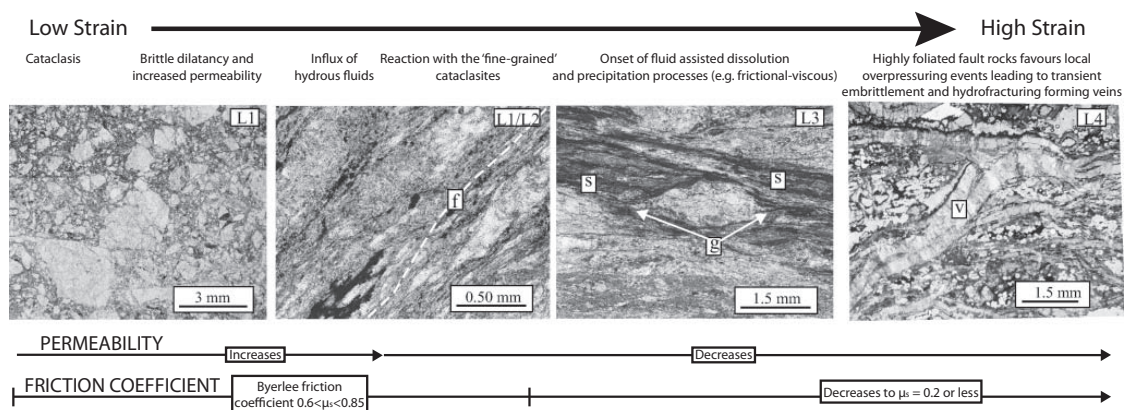 Low Strain
High Strain
Cataclasis
Brittle dilatancy and
increased permeability
Influx of
hydrous fluids
Reaction with the 'fine-grained'
cataclasites
Onset of fluid assisted dissolution
and precipitation processes (e.g. frictional-viscous)
Highly foliated fault rocks favours local
overpressuring events leading to transient
embrittlement and hydrofracturing forming veins
L1
3 mm
L1/L2
f
0.50 mm
L3
s
s
g
1.5 mm
L4
v
1.5 mm
PERMEABILITY
Increases
Decreases
FRICTION COEFFICIENT
Byerlee friction
coefficient 0.6<μs<0.85
Decreases to μs = 0.2 or less